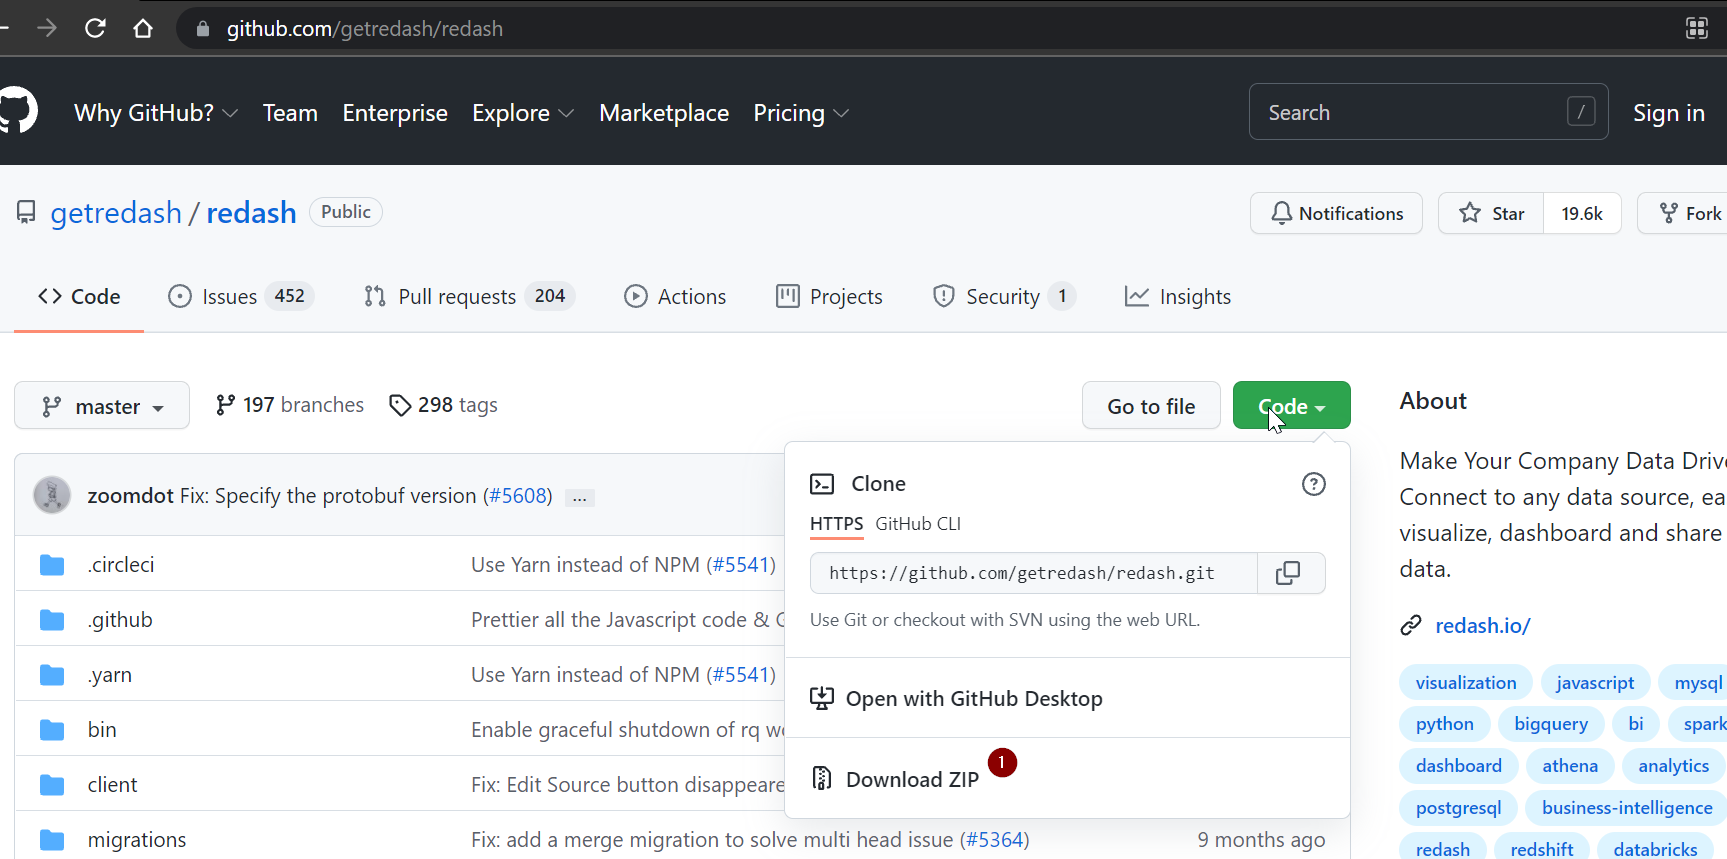 github.com/getredash/redash
Why GitHub? Team Enterprise Explore Marketplace Pricing Search / Sign in
getredash / redash Public Notifications Star 19.6k Fork
Code Issues 452 Pull requests 204 Actions Projects Security 1 Insights
master 197 branches 298 tags Go to file Code About
Make Your Company Data
Connect to any data source,
visualize, dashboard and share
data.
zoomdot Fix: Specify the protobuf version (#5608) ...
Clone
HTTPS GitHub CLI
https://github.com/getredash/redash.git
Use Git or checkout with SVN using the web URL.
Open with GitHub Desktop
Download ZIP 1
.circleci Use Yarn instead of NPM (#5541)
.github Prettier all the Javascript code &
.yarn Use Yarn instead of NPM (#5541)
bin Enable graceful shutdown of rq
client Fix: Edit Source button
migrations Fix: add a merge migration to solve multi head issue (#5364) 9 months ago
redash.io/
visualization javascript mysql
python bigquery bi spark
dashboard athena analytics
postgresql business-intelligence
redash redshift databricks